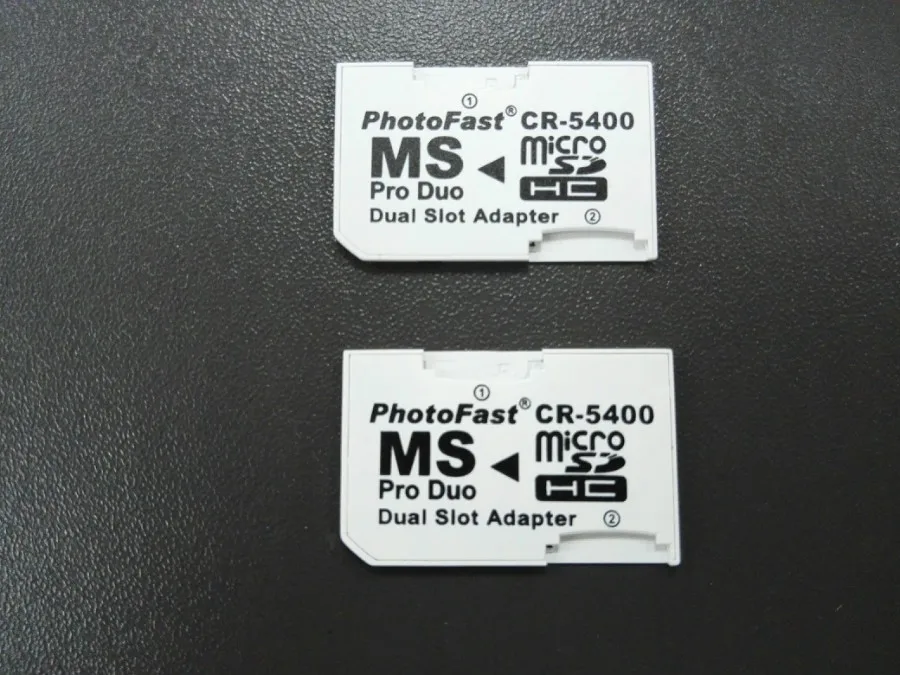 ①
PhotoFast® CR-5400
MS ◀ micro SD HC
Pro Duo
Dual Slot Adapter ②
①
PhotoFast® CR-5400
MS ◀ micro SD HC
Pro Duo
Dual Slot Adapter ②